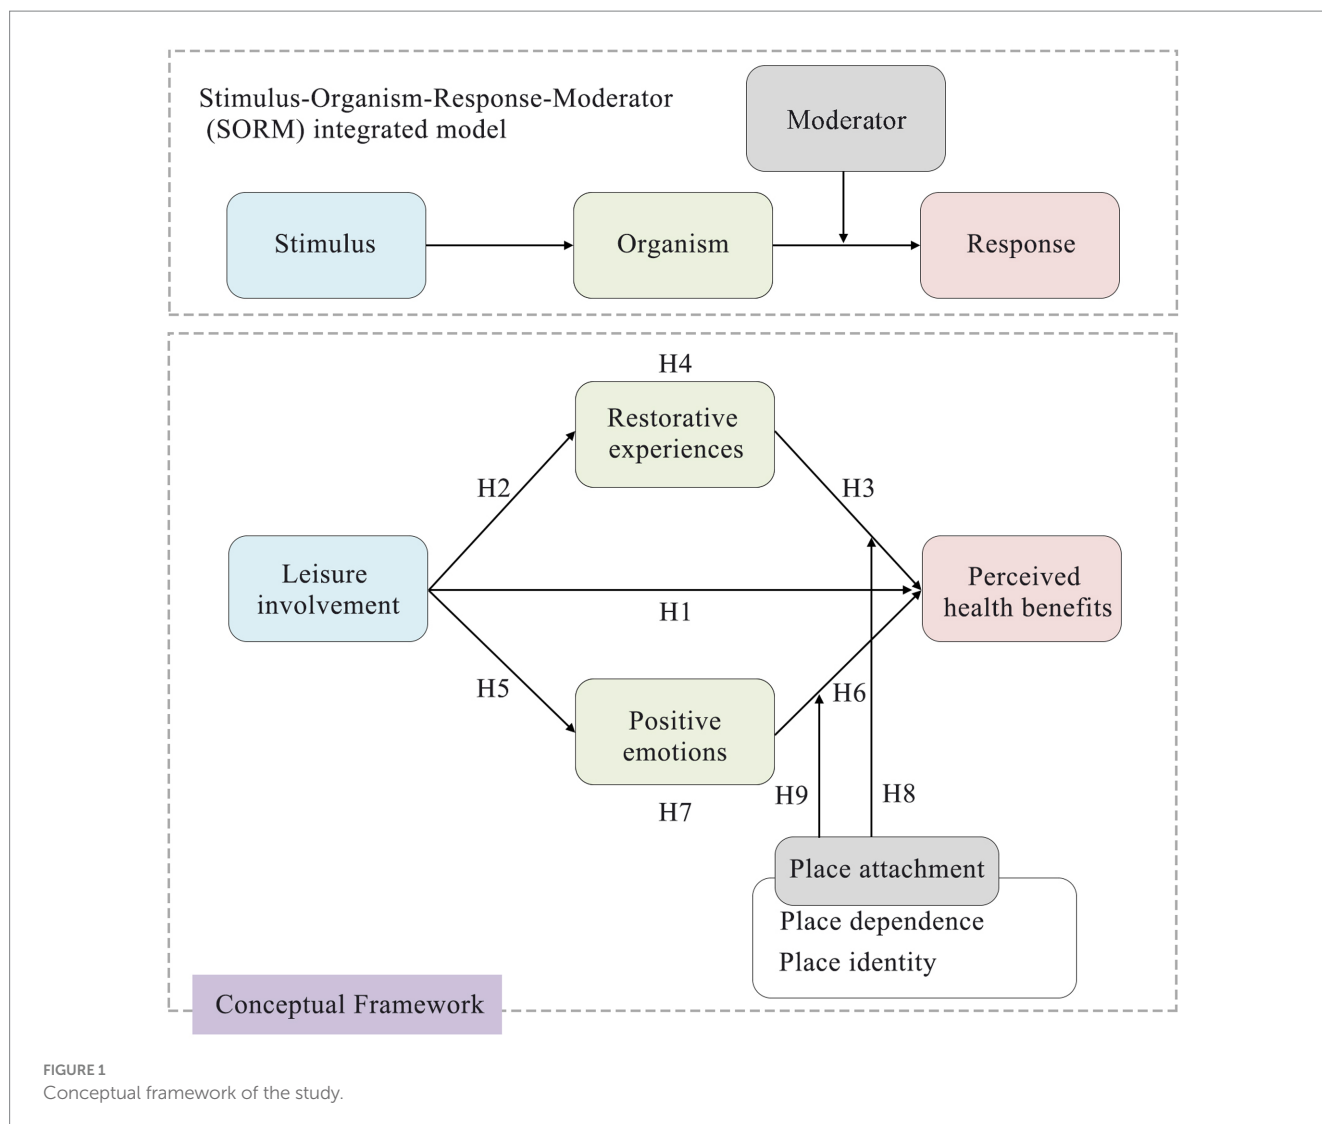 Stimulus-Organism-Response-Moderator
(SORM) integrated model
Moderator
Stimulus
Organism
Response
H4
Restorative
experiences
H2
H3
Leisure
involvement
Perceived
health benefits
H1
H5
H6
Positive
emotions
H9
H8
H7
Place attachment
Place dependence
Place identity
Conceptual Framework
FIGURE 1
Conceptual framework of the study.